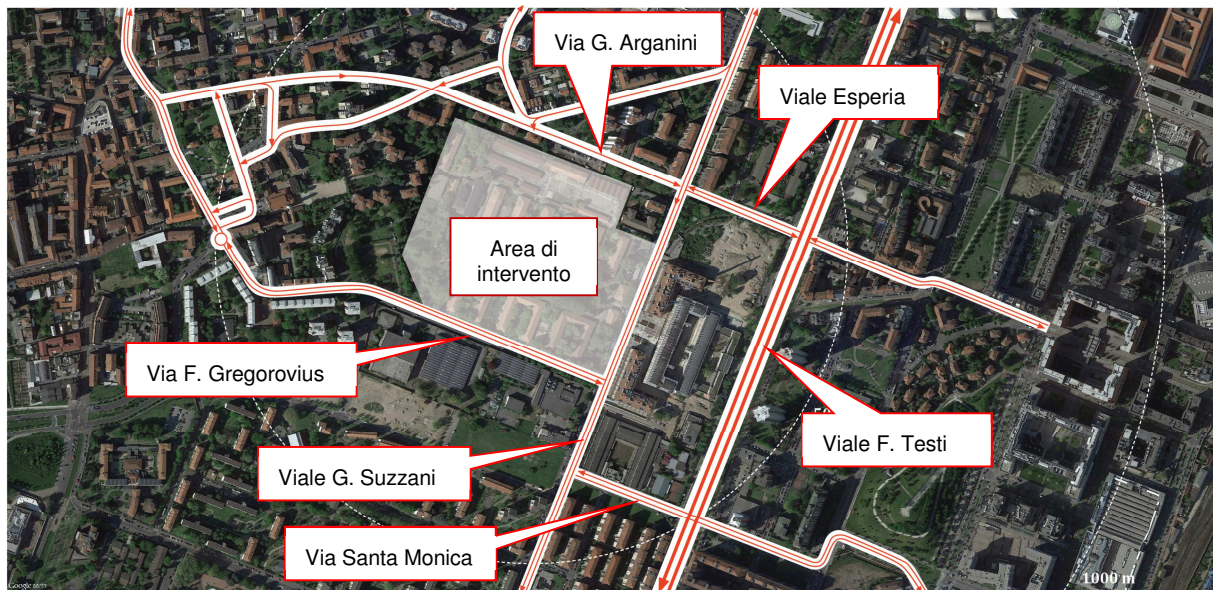 Via G. Arganini
Viale Esperia
Area di
intervento
Via F. Gregorovius
Viale F. Testi
Viale G. Suzzani
Via Santa Monica
1000 m
Google earth